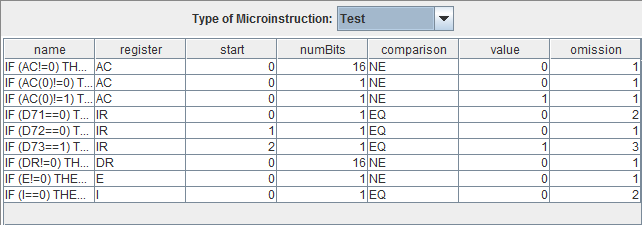 Type of Microinstruction: Test
name register start numBits comparison value omission
IF (AC!=0) TH... AC 0 16 NE 0 1
IF (AC(0)!=0) T... AC 0 1 NE 0 1
IF (AC(0)!=1) T... AC 0 1 NE 1 1
IF (D71==0) T... IR 0 1 EQ 0 2
IF (D72==0) T... IR 1 1 EQ 0 1
IF (D73==1) T... IR 2 1 EQ 1 3
IF (DR!=0) TH... DR 0 16 NE 0 1
IF (E!=0) THE... E 0 1 NE 0 1
IF (I==0) THE... I 0 1 EQ 0 2